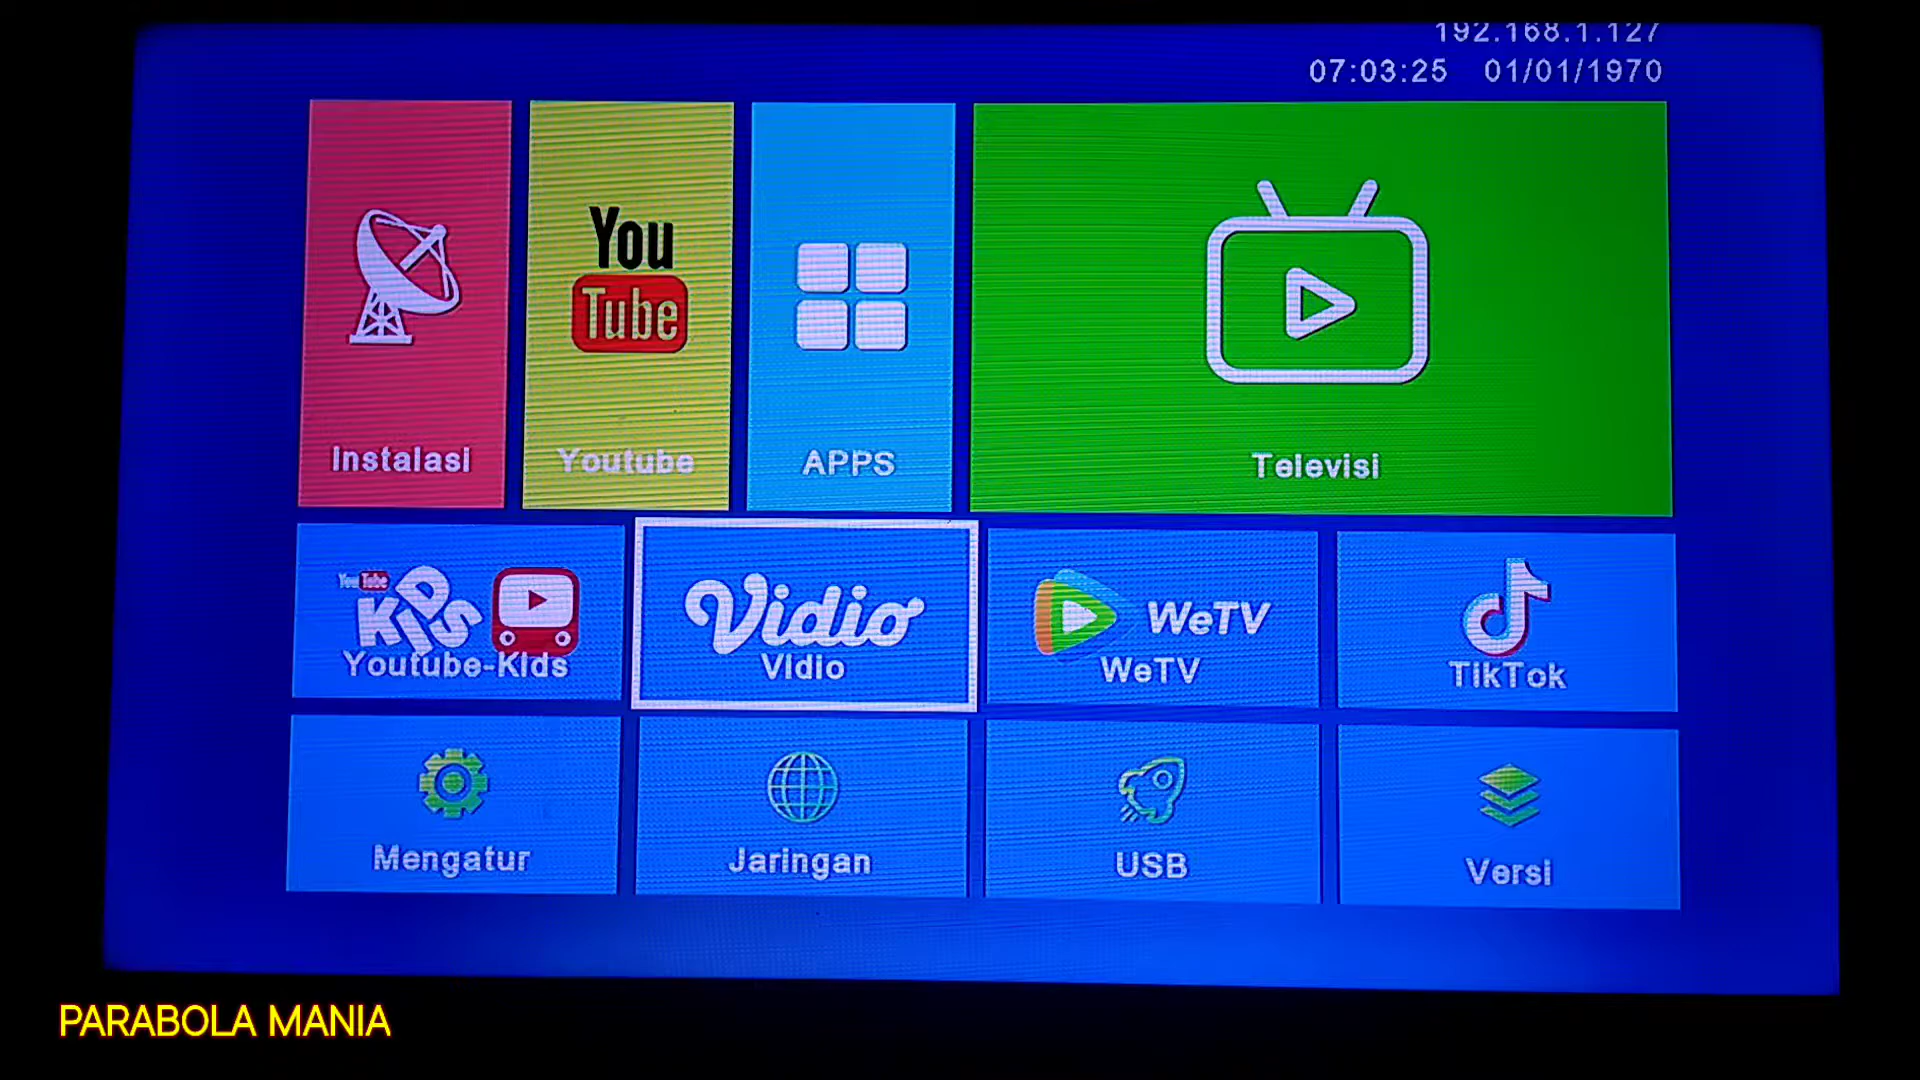 192.168.1.127
07:03:25 01/01/1970
You
Tube
Instalasi
Youtube
APPS
Televisi
You Tube
KIDS
Youtube-Kids
Vidio
Vidio
WeTV
WeTV
TikTok
Mengatur
Jaringan
USB
Versi
PARABOLA MANIA